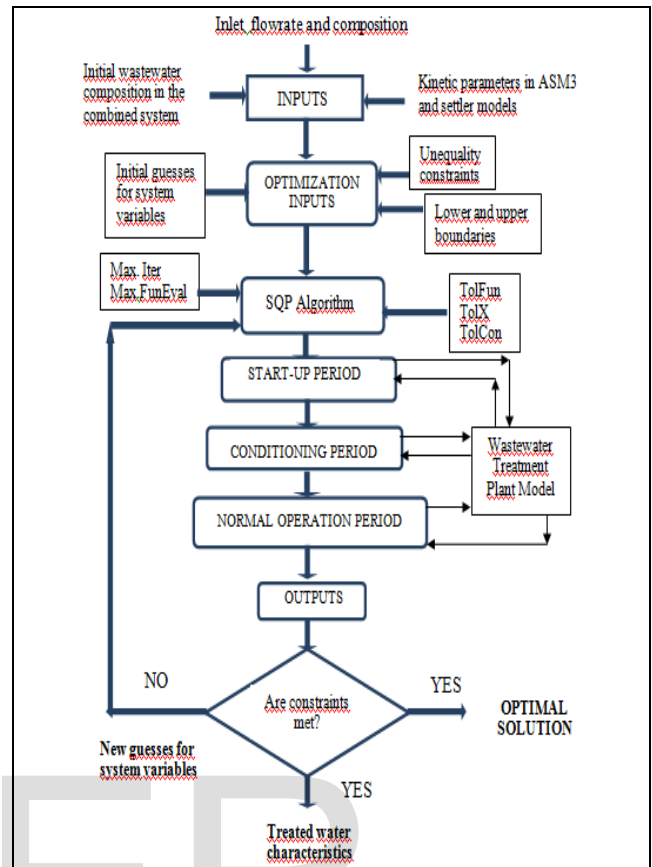 Inlet, flowrate and composition
Initial wastewater
composition in the
combined system
INPUTS
Kinetic parameters in ASM3
and settler models
Initial guesses
for system
variables
OPTIMIZATION
INPUTS
Unequality
constraints
Lower and upper
boundaries
Max. Iter
Max.FunEval
SQP Algorithm
TolFun
TolX
TolCon
START-UP PERIOD
CONDITIONING PERIOD
Wastewater
Treatment
Plant Model
NORMAL OPERATION PERIOD
OUTPUTS
NO
Are constraints
met?
YES
OPTIMAL
SOLUTION
New guesses for
system variables
YES
Treated water
characteristics